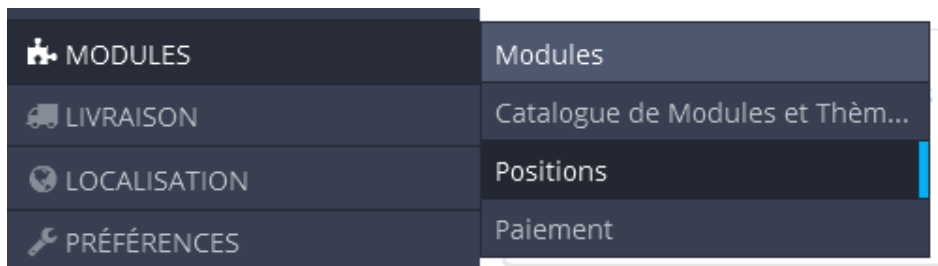 MODULES
LIVRAISON
LOCALISATION
PRÉFÉRENCES
Modules
Catalogue de Modules et Thèm...
Positions
Paiement